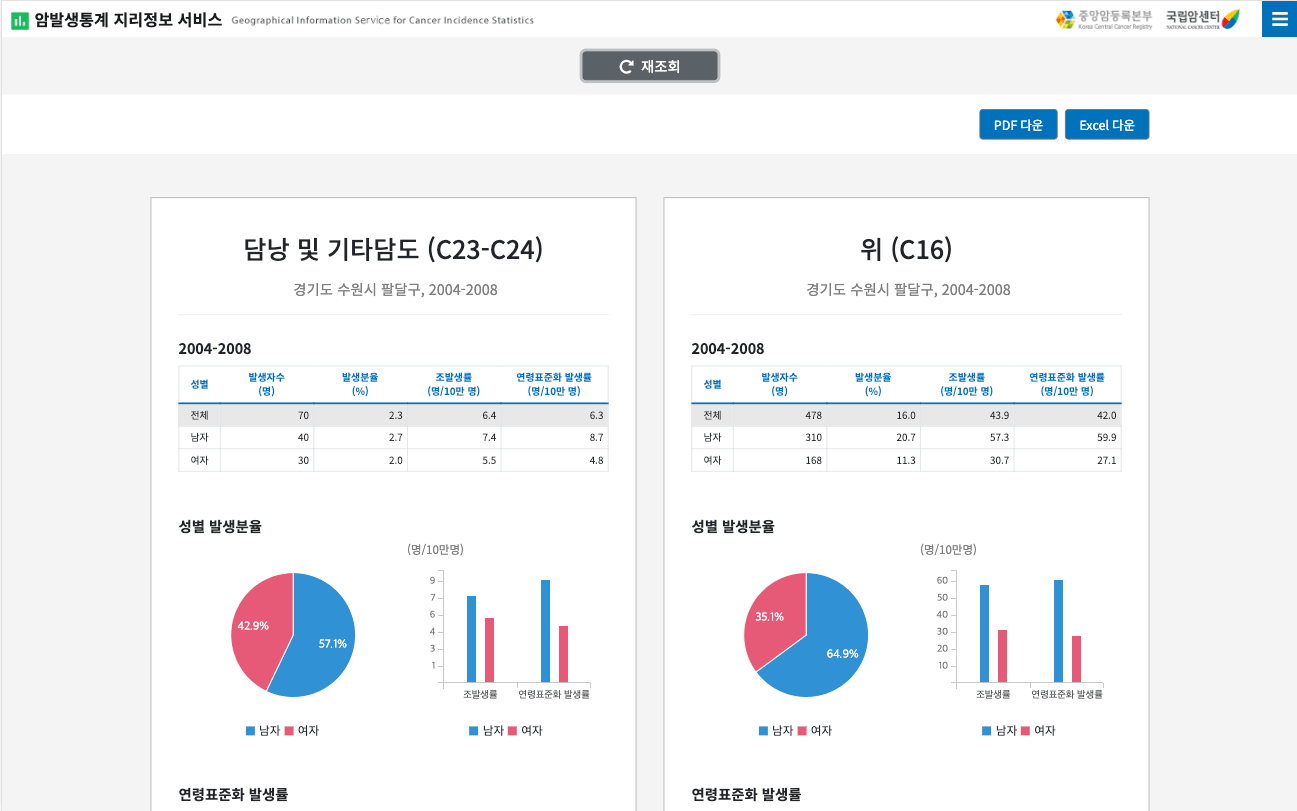 암발생통계 지리정보 서비스 Geographical Information Service for Cancer Incidence Statistics
중앙암등록본부 Korea Central Cancer Registry
국립암센터 NATIONAL CANCER CENTER
재조회
PDF 다운 Excel 다운
담낭 및 기타담도 (C23-C24)
경기도 수원시 팔달구, 2004-2008
2004-2008
성별 발생자수 (명) 발생분율 (%) 조발생률 (명/10만 명) 연령표준화 발생률 (명/10만 명)
전체 70 2.3 6.4 6.3
남자 40 2.7 7.4 8.7
여자 30 2.0 5.5 4.8
성별 발생분율
(명/10만명)
42.9%
57.1%
9
7
6
4
3
1
조발생률 연령표준화 발생률
남자 여자
남자 여자
연령표준화 발생률
위 (C16)
경기도 수원시 팔달구, 2004-2008
2004-2008
성별 발생자수 (명) 발생분율 (%) 조발생률 (명/10만 명) 연령표준화 발생률 (명/10만 명)
전체 478 16.0 43.9 42.0
남자 310 20.7 57.3 59.9
여자 168 11.3 30.7 27.1
성별 발생분율
(명/10만명)
35.1%
64.9%
60
50
40
30
20
10
조발생률 연령표준화 발생률
남자 여자
남자 여자
연령표준화 발생률